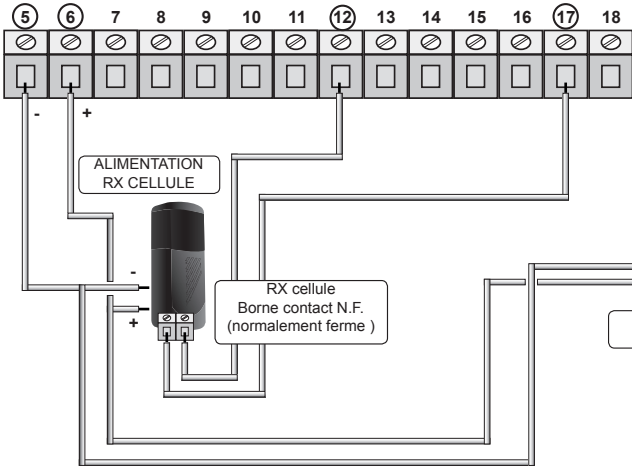 5 6 7 8 9 10 11 12 13 14 15 16 17 18
- +
ALIMENTATION
RX CELLULE
-
+
RX cellule
Borne contact N.F.
(normalement ferme )